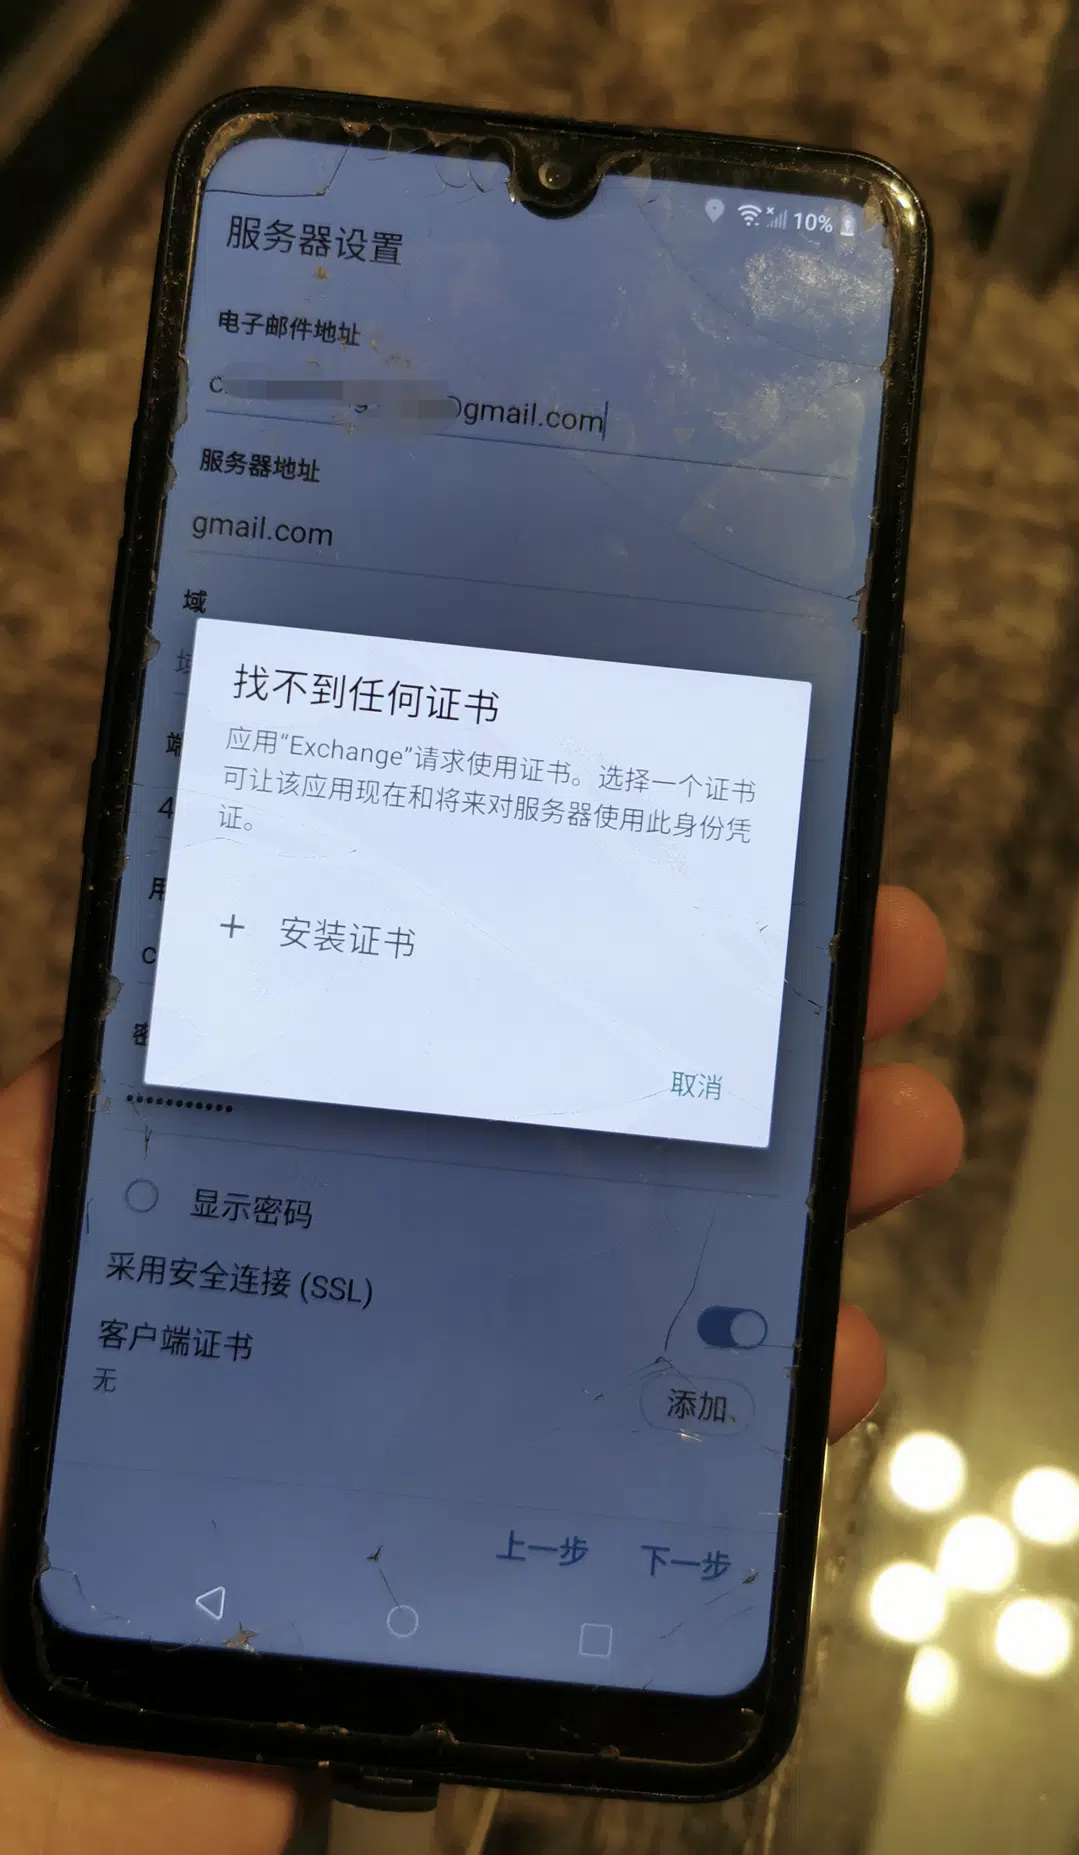 10%
服务器设置
电子邮件地址
@gmail.com
服务器地址
gmail.com
域
找不到任何证书
应用“Exchange”请求使用证书。选择一个证书
可让该应用现在和将来对服务器使用此身份凭
证。
+ 安装证书
取消
显示密码
采用安全连接 (SSL)
客户端证书
无
添加
上一步 下一步